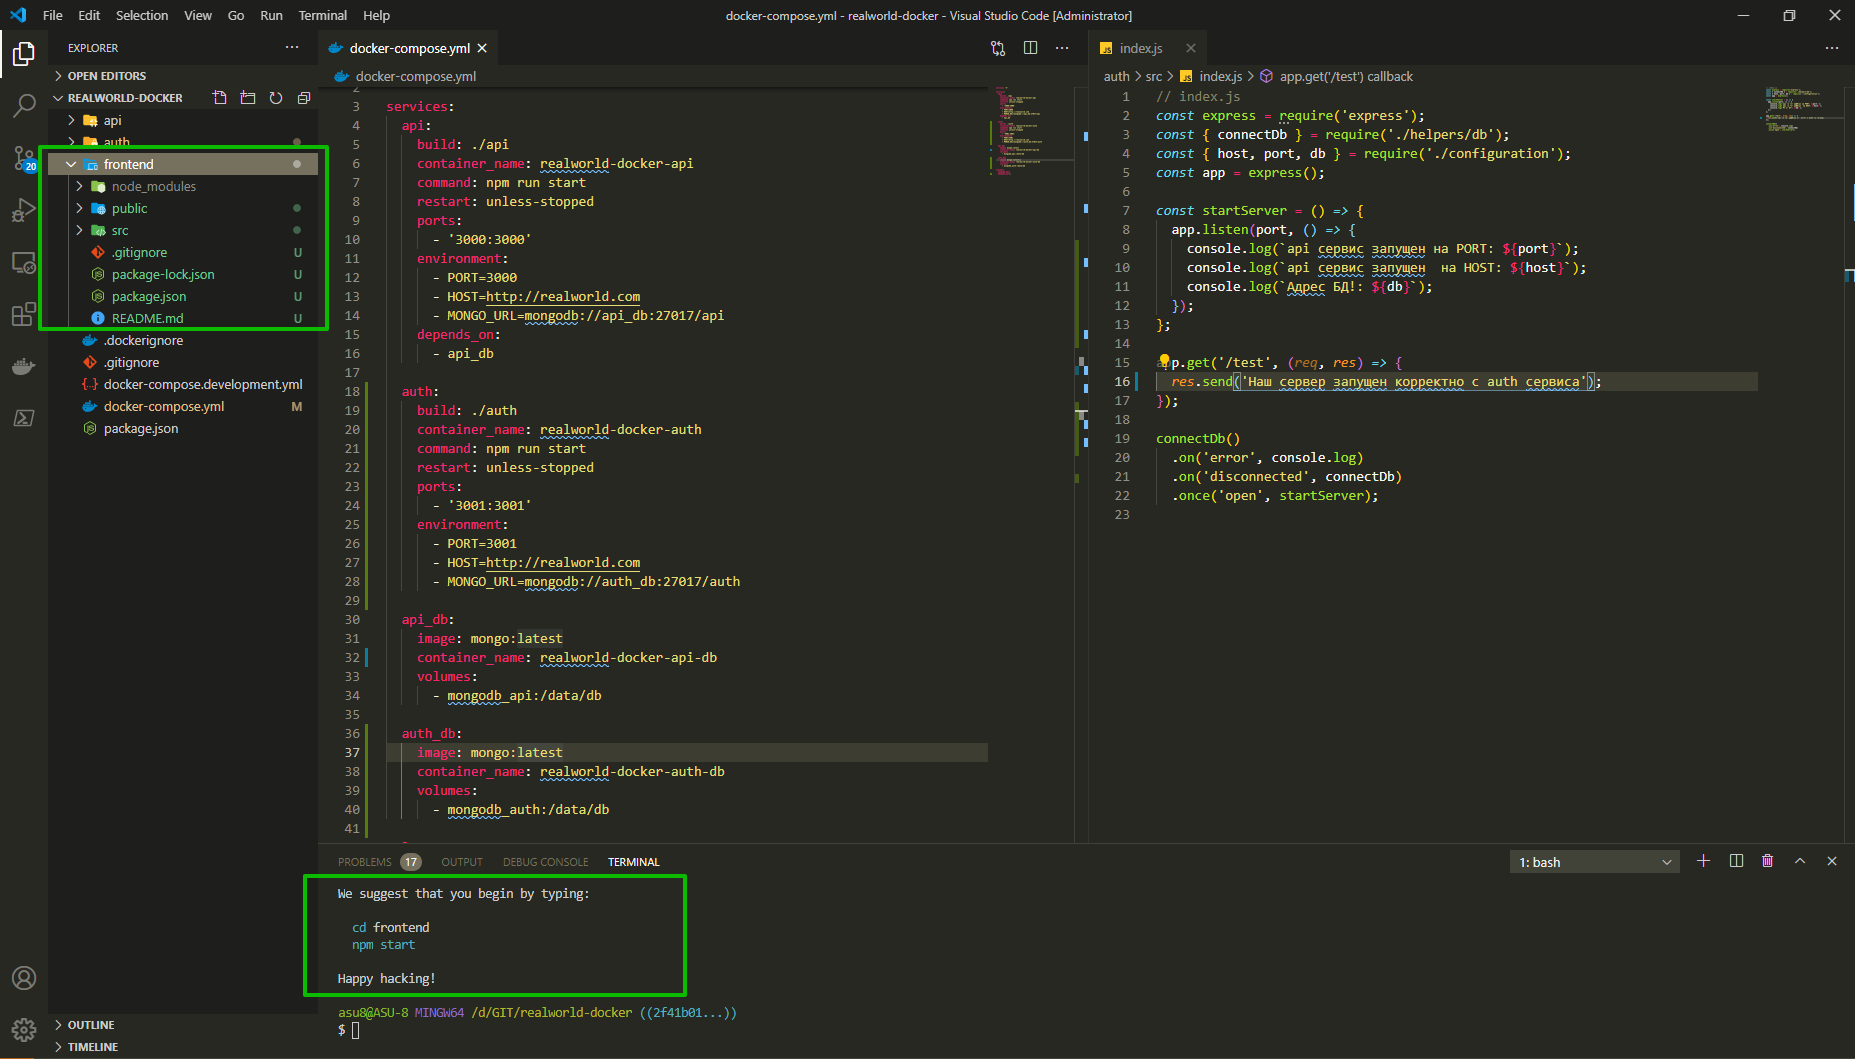 File Edit Selection View Go Run Terminal Help
docker-compose.yml - realworld-docker - Visual Studio Code [Administrator]
EXPLORER
OPEN EDITORS
REALWORLD-DOCKER
api
auth
frontend
node_modules
public
src
.gitignore U
package-lock.json U
package.json U
README.md U
.dockerignore
.gitignore
docker-compose.development.yml
docker-compose.yml M
package.json
OUTLINE
TIMELINE
20
docker-compose.yml
docker-compose.yml
2
3 services:
4 api:
5 build: ./api
6 container_name: realworld-docker-api
7 command: npm run start
8 restart: unless-stopped
9 ports:
10 - '3000:3000'
11 environment:
12 - PORT=3000
13 - HOST=http://realworld.com
14 - MONGO_URL=mongodb://api_db:27017/api
15 depends_on:
16 - api_db
17
18 auth:
19 build: ./auth
20 container_name: realworld-docker-auth
21 command: npm run start
22 restart: unless-stopped
23 ports:
24 - '3001:3001'
25 environment:
26 - PORT=3001
27 - HOST=http://realworld.com
28 - MONGO_URL=mongodb://auth_db:27017/auth
29
30 api_db:
31 image: mongo:latest
32 container_name: realworld-docker-api-db
33 volumes:
34 - mongodb_api:/data/db
35
36 auth_db:
37 image: mongo:latest
38 container_name: realworld-docker-auth-db
39 volumes:
40 - mongodb_auth:/data/db
41
JS index.js
auth > src > JS index.js > app.get('/test') callback
1 // index.js
2 const express = require('express');
3 const { connectDb } = require('./helpers/db');
4 const { host, port, db } = require('./configuration');
5 const app = express();
6
7 const startServer = () => {
8 app.listen(port, () => {
9 console.log(`api сервис запущен на PORT: ${port}`);
10 console.log(`api сервис запущен  на HOST: ${host}`);
11 console.log(`Адрес БД!: ${db}`);
12 });
13 };
14
15 app.get('/test', (req, res) => {
16 res.send('Наш сервер запущен корректно с auth сервиса');
17 });
18
19 connectDb()
20 .on('error', console.log)
21 .on('disconnected', connectDb)
22 .once('open', startServer);
23
PROBLEMS 17 OUTPUT DEBUG CONSOLE TERMINAL
1: bash
We suggest that you begin by typing:
cd frontend
npm start
Happy hacking!
asu8@ASU-8 MINGW64 /d/GIT/realworld-docker ((2f41b01...))
$